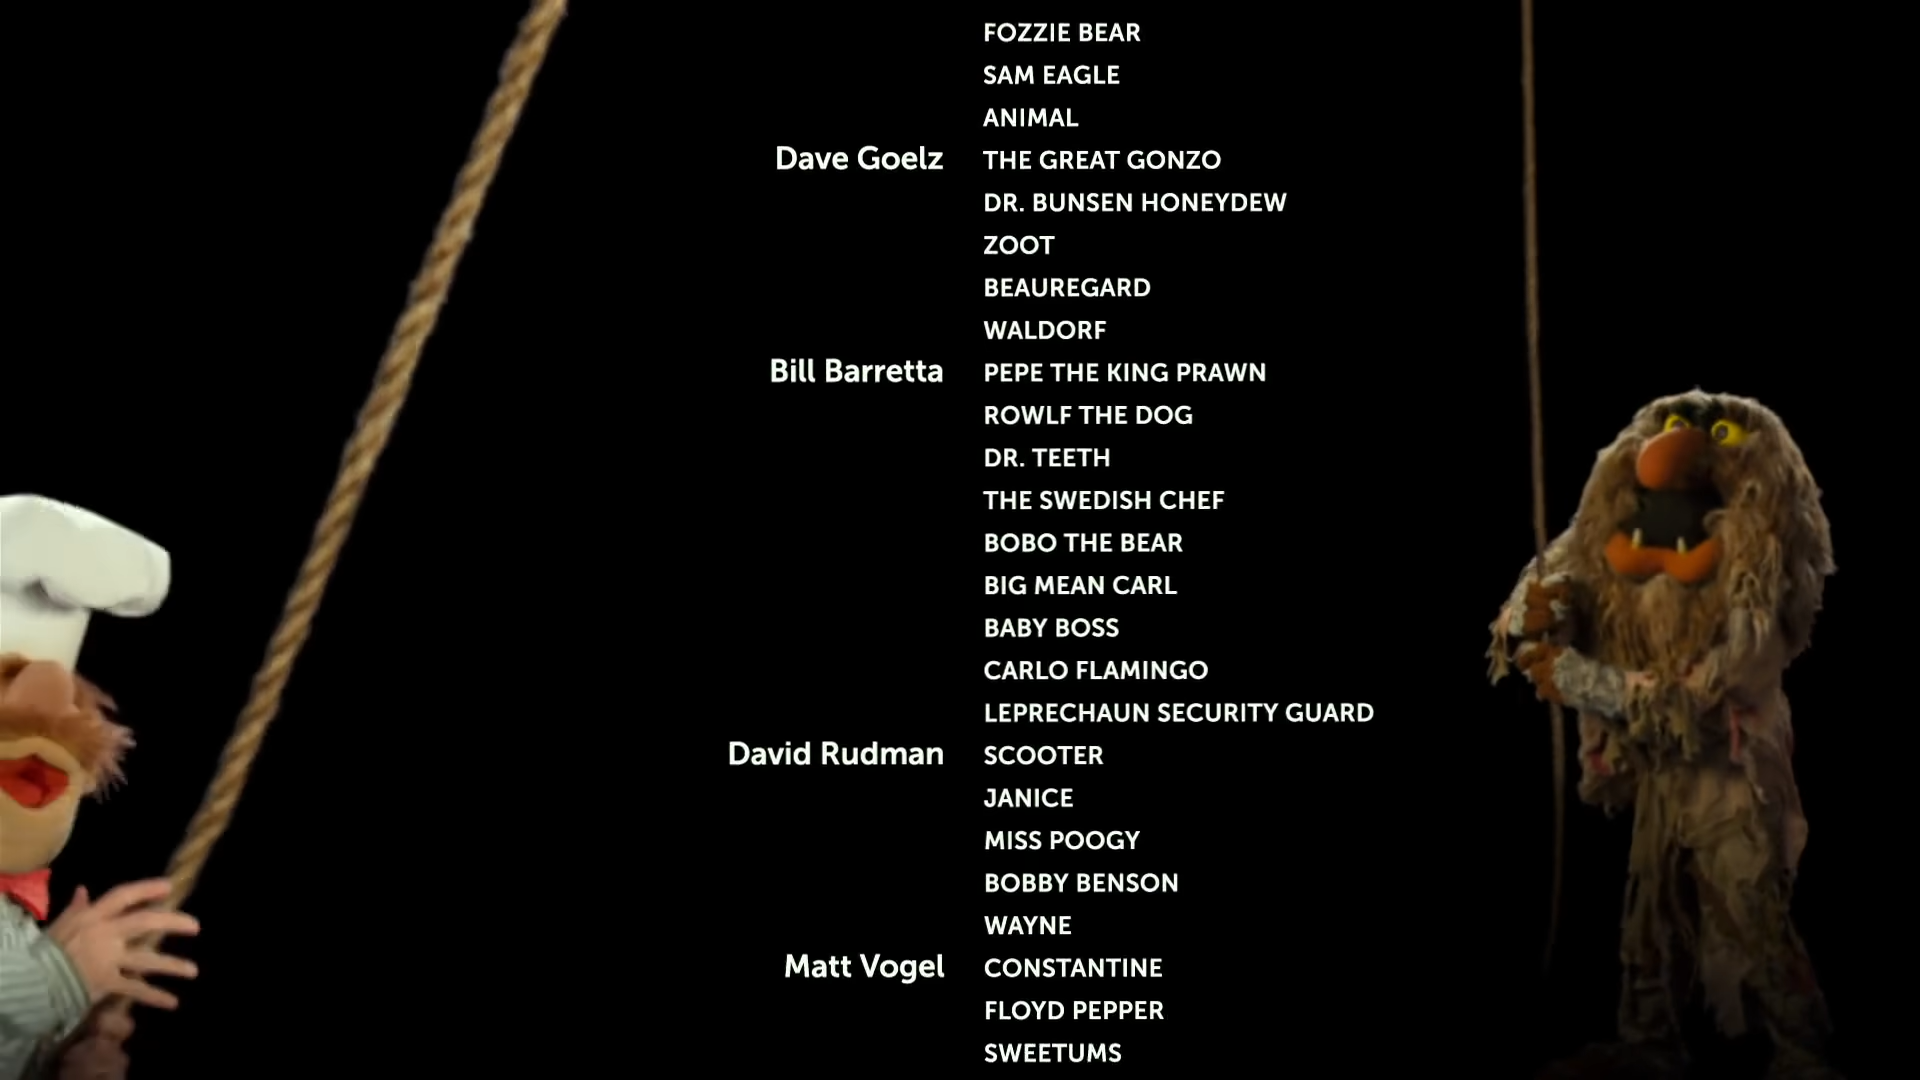 FOZZIE BEAR
SAM EAGLE
ANIMAL
Dave Goelz THE GREAT GONZO
DR. BUNSEN HONEYDEW
ZOOT
BEAUREGARD
WALDORF
Bill Barretta PEPE THE KING PRAWN
ROWLF THE DOG
DR. TEETH
THE SWEDISH CHEF
BOBO THE BEAR
BIG MEAN CARL
BABY BOSS
CARLO FLAMINGO
LEPRECHAUN SECURITY GUARD
David Rudman SCOOTER
JANICE
MISS POOGY
BOBBY BENSON
WAYNE
Matt Vogel CONSTANTINE
FLOYD PEPPER
SWEETUMS